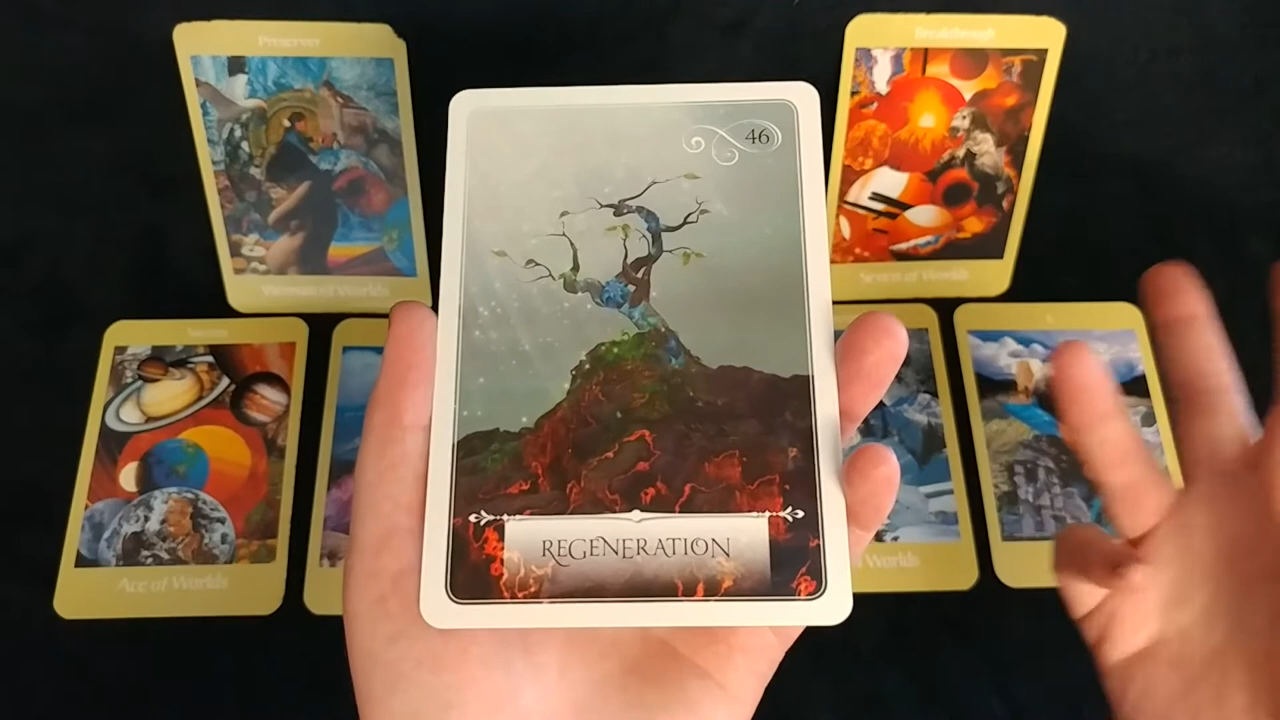 Preserver
Woman of Worlds
Breakthrough
Seven of Worlds
46
REGENERATION
Ace of Worlds
f Worlds